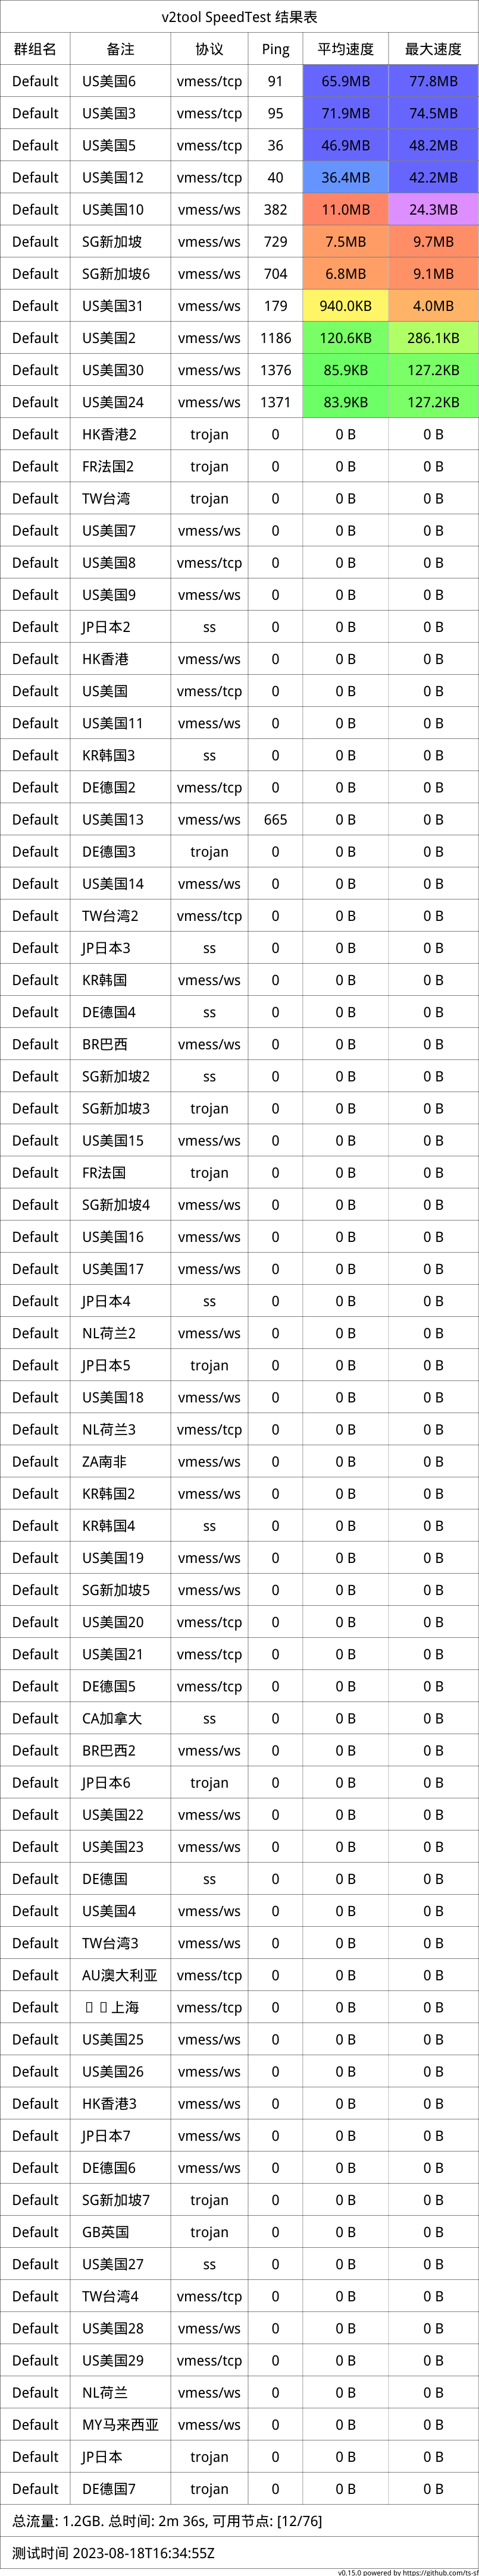 v2tool SpeedTest 结果表
群组名 备注 协议 Ping 平均速度 最大速度
Default US美国6 vmess/tcp 91 65.9MB 77.8MB
Default US美国3 vmess/tcp 95 71.9MB 74.5MB
Default US美国5 vmess/tcp 36 46.9MB 48.2MB
Default US美国12 vmess/tcp 40 36.4MB 42.2MB
Default US美国10 vmess/ws 382 11.0MB 24.3MB
Default SG新加坡 vmess/ws 729 7.5MB 9.7MB
Default SG新加坡6 vmess/ws 704 6.8MB 9.1MB
Default US美国31 vmess/ws 179 940.0KB 4.0MB
Default US美国2 vmess/ws 1186 120.6KB 286.1KB
Default US美国30 vmess/ws 1376 85.9KB 127.2KB
Default US美国24 vmess/ws 1371 83.9KB 127.2KB
Default HK香港2 trojan 0 0 B 0 B
Default FR法国2 trojan 0 0 B 0 B
Default TW台湾 trojan 0 0 B 0 B
Default US美国7 vmess/ws 0 0 B 0 B
Default US美国8 vmess/tcp 0 0 B 0 B
Default US美国9 vmess/ws 0 0 B 0 B
Default JP日本2 ss 0 0 B 0 B
Default HK香港 vmess/ws 0 0 B 0 B
Default US美国 vmess/tcp 0 0 B 0 B
Default US美国11 vmess/ws 0 0 B 0 B
Default KR韩国3 ss 0 0 B 0 B
Default DE德国2 vmess/tcp 0 0 B 0 B
Default US美国13 vmess/ws 665 0 B 0 B
Default DE德国3 trojan 0 0 B 0 B
Default US美国14 vmess/ws 0 0 B 0 B
Default TW台湾2 vmess/tcp 0 0 B 0 B
Default JP日本3 ss 0 0 B 0 B
Default KR韩国 vmess/ws 0 0 B 0 B
Default DE德国4 ss 0 0 B 0 B
Default BR巴西 vmess/ws 0 0 B 0 B
Default SG新加坡2 ss 0 0 B 0 B
Default SG新加坡3 trojan 0 0 B 0 B
Default US美国15 vmess/ws 0 0 B 0 B
Default FR法国 trojan 0 0 B 0 B
Default SG新加坡4 vmess/ws 0 0 B 0 B
Default US美国16 vmess/ws 0 0 B 0 B
Default US美国17 vmess/ws 0 0 B 0 B
Default JP日本4 ss 0 0 B 0 B
Default NL荷兰2 vmess/ws 0 0 B 0 B
Default JP日本5 trojan 0 0 B 0 B
Default US美国18 vmess/ws 0 0 B 0 B
Default NL荷兰3 vmess/tcp 0 0 B 0 B
Default ZA南非 vmess/ws 0 0 B 0 B
Default KR韩国2 vmess/ws 0 0 B 0 B
Default KR韩国4 ss 0 0 B 0 B
Default US美国19 vmess/ws 0 0 B 0 B
Default SG新加坡5 vmess/ws 0 0 B 0 B
Default US美国20 vmess/tcp 0 0 B 0 B
Default US美国21 vmess/tcp 0 0 B 0 B
Default DE德国5 vmess/tcp 0 0 B 0 B
Default CA加拿大 ss 0 0 B 0 B
Default BR巴西2 vmess/ws 0 0 B 0 B
Default JP日本6 trojan 0 0 B 0 B
Default US美国22 vmess/ws 0 0 B 0 B
Default US美国23 vmess/ws 0 0 B 0 B
Default DE德国 ss 0 0 B 0 B
Default US美国4 vmess/ws 0 0 B 0 B
Default TW台湾3 vmess/ws 0 0 B 0 B
Default AU澳大利亚 vmess/tcp 0 0 B 0 B
Default 上海 vmess/tcp 0 0 B 0 B
Default US美国25 vmess/ws 0 0 B 0 B
Default US美国26 vmess/ws 0 0 B 0 B
Default HK香港3 vmess/ws 0 0 B 0 B
Default JP日本7 vmess/ws 0 0 B 0 B
Default DE德国6 vmess/ws 0 0 B 0 B
Default SG新加坡7 trojan 0 0 B 0 B
Default GB英国 trojan 0 0 B 0 B
Default US美国27 ss 0 0 B 0 B
Default TW台湾4 vmess/tcp 0 0 B 0 B
Default US美国28 vmess/ws 0 0 B 0 B
Default US美国29 vmess/tcp 0 0 B 0 B
Default NL荷兰 vmess/ws 0 0 B 0 B
Default MY马来西亚 vmess/ws 0 0 B 0 B
Default JP日本 trojan 0 0 B 0 B
Default DE德国7 trojan 0 0 B 0 B
总流量: 1.2GB. 总时间: 2m 36s, 可用节点: [12/76]
测试时间 2023-08-18T16:34:55Z
v0.15.0 powered by https://github.com/ts-sf